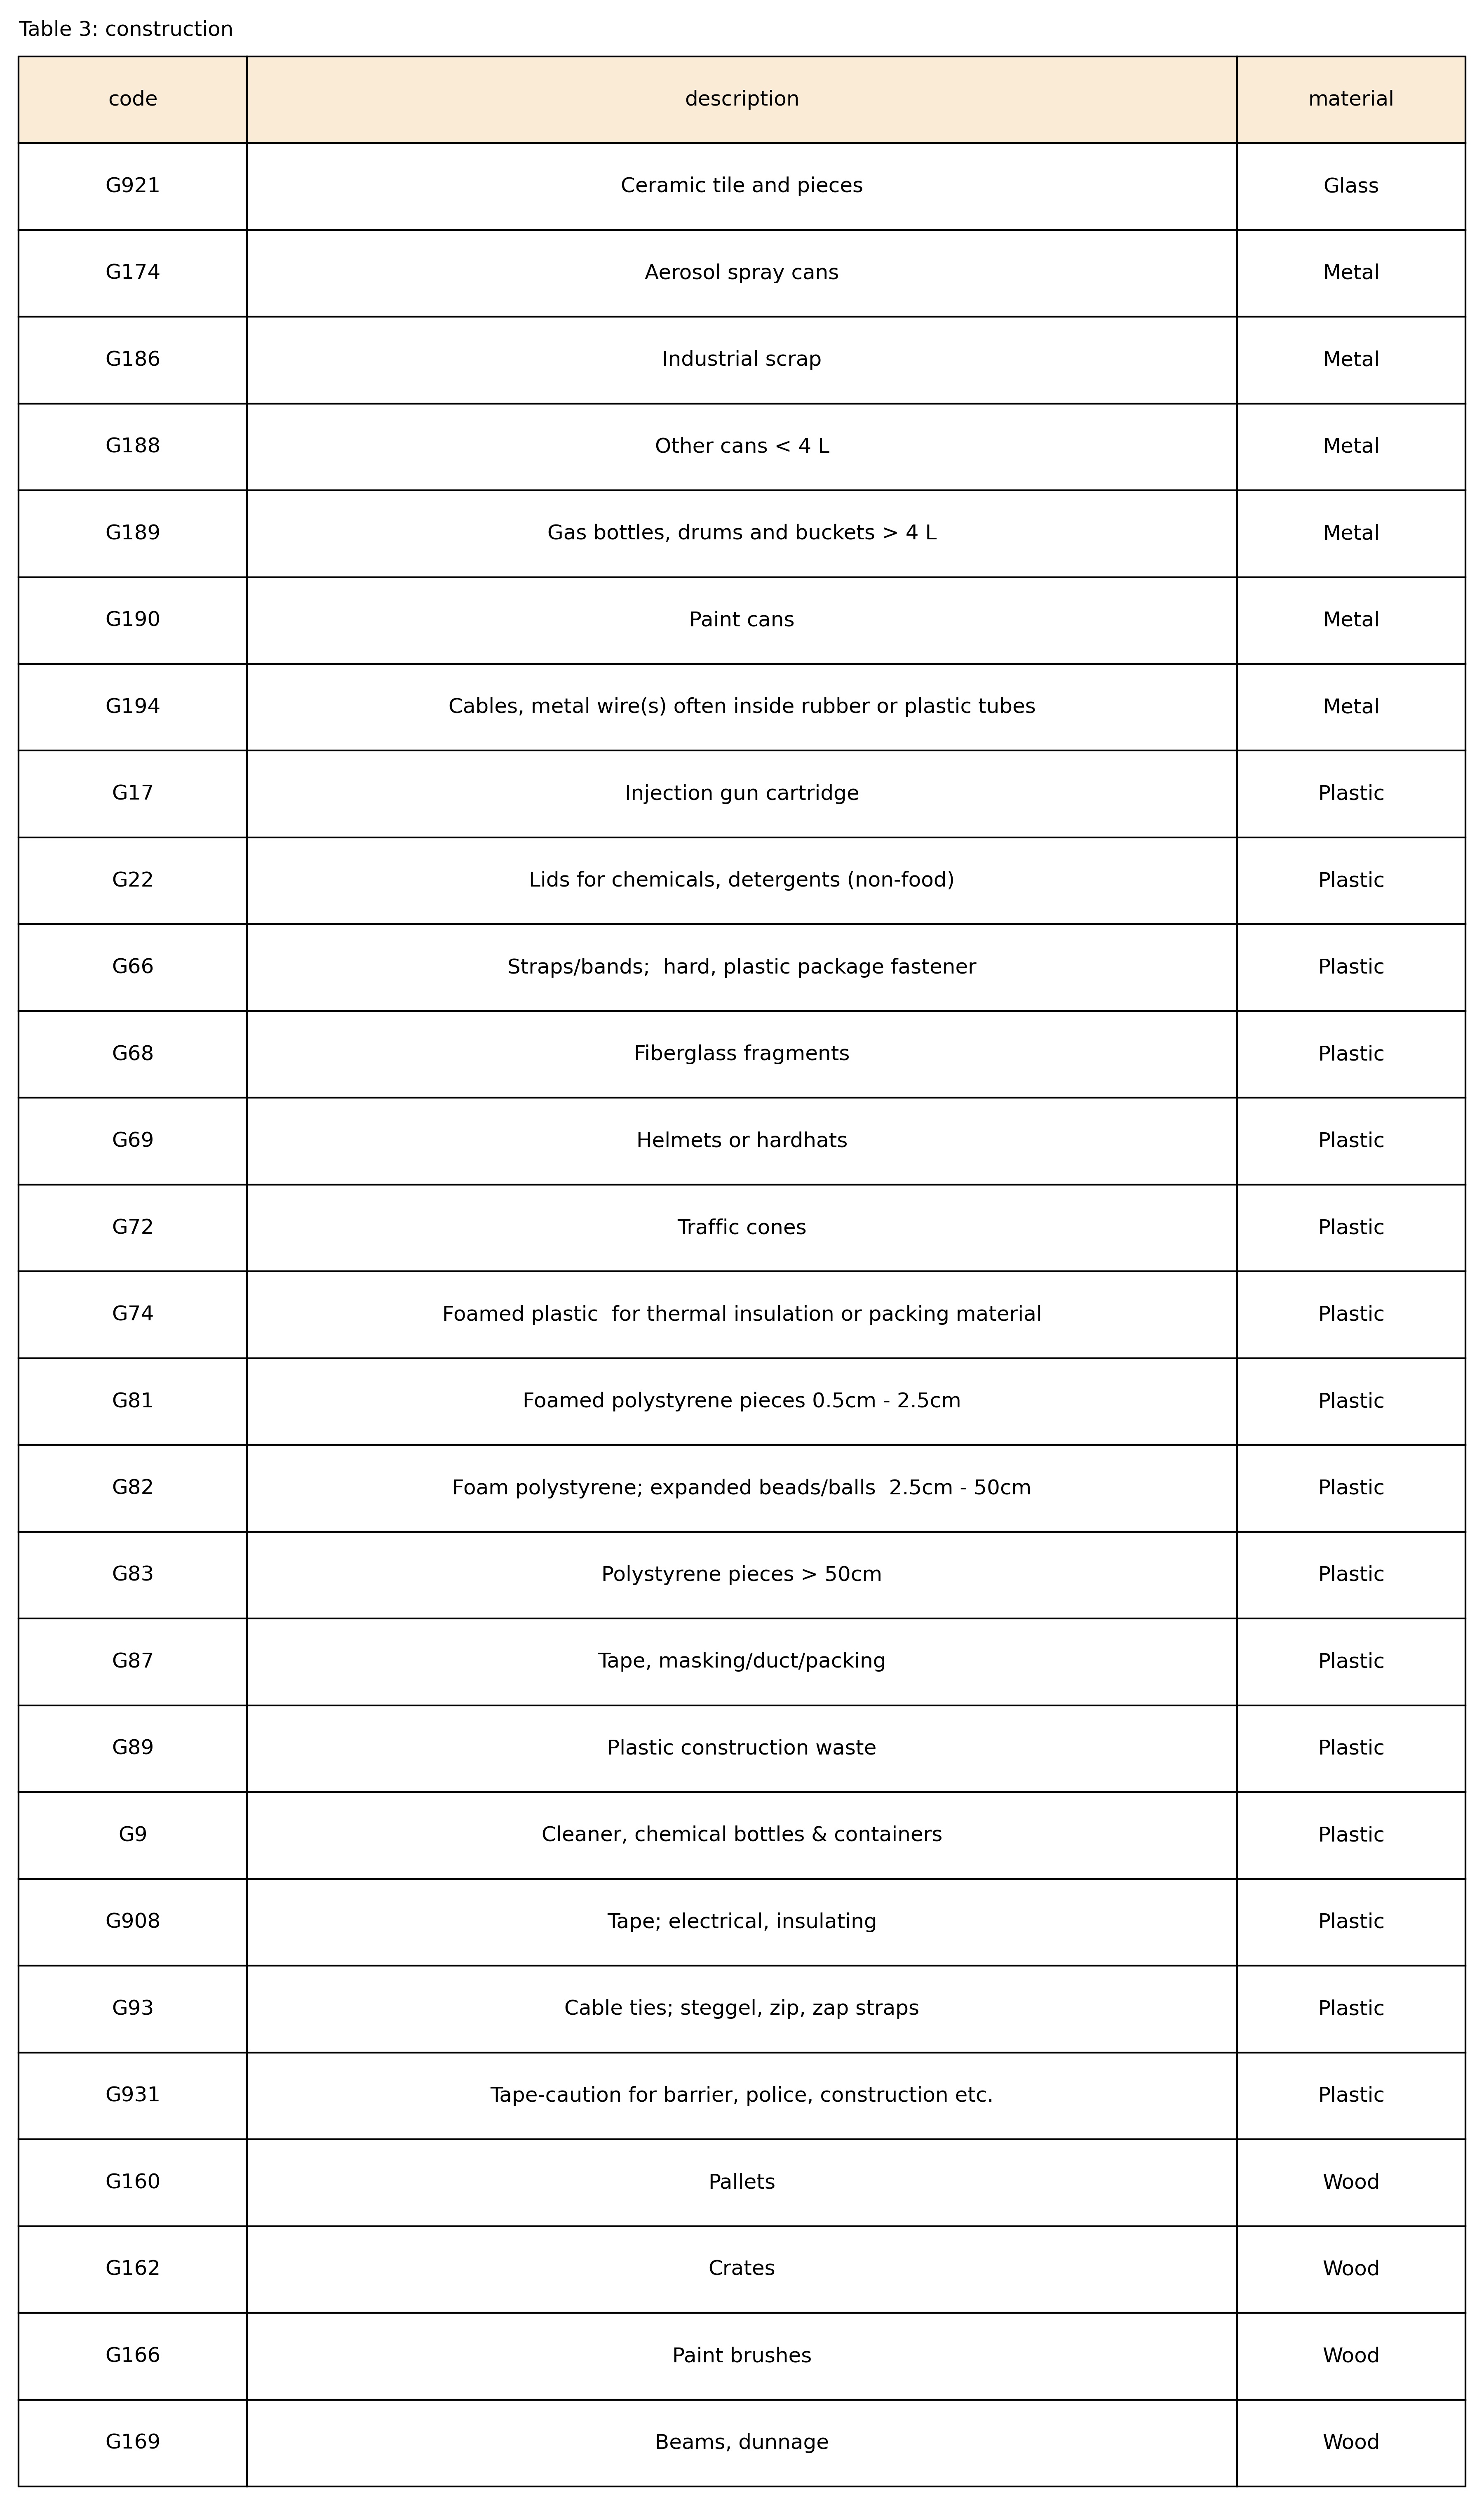 Table 3: construction
code description material
G921 Ceramic tile and pieces Glass
G174 Aerosol spray cans Metal
G186 Industrial scrap Metal
G188 Other cans < 4 L Metal
G189 Gas bottles, drums and buckets > 4 L Metal
G190 Paint cans Metal
G194 Cables, metal wire(s) often inside rubber or plastic tubes Metal
G17 Injection gun cartridge Plastic
G22 Lids for chemicals, detergents (non-food) Plastic
G66 Straps/bands;  hard, plastic package fastener Plastic
G68 Fiberglass fragments Plastic
G69 Helmets or hardhats Plastic
G72 Traffic cones Plastic
G74 Foamed plastic  for thermal insulation or packing material Plastic
G81 Foamed polystyrene pieces 0.5cm - 2.5cm Plastic
G82 Foam polystyrene; expanded beads/balls  2.5cm - 50cm Plastic
G83 Polystyrene pieces > 50cm Plastic
G87 Tape, masking/duct/packing Plastic
G89 Plastic construction waste Plastic
G9 Cleaner, chemical bottles & containers Plastic
G908 Tape; electrical, insulating Plastic
G93 Cable ties; steggel, zip, zap straps Plastic
G931 Tape-caution for barrier, police, construction etc. Plastic
G160 Pallets Wood
G162 Crates Wood
G166 Paint brushes Wood
G169 Beams, dunnage Wood